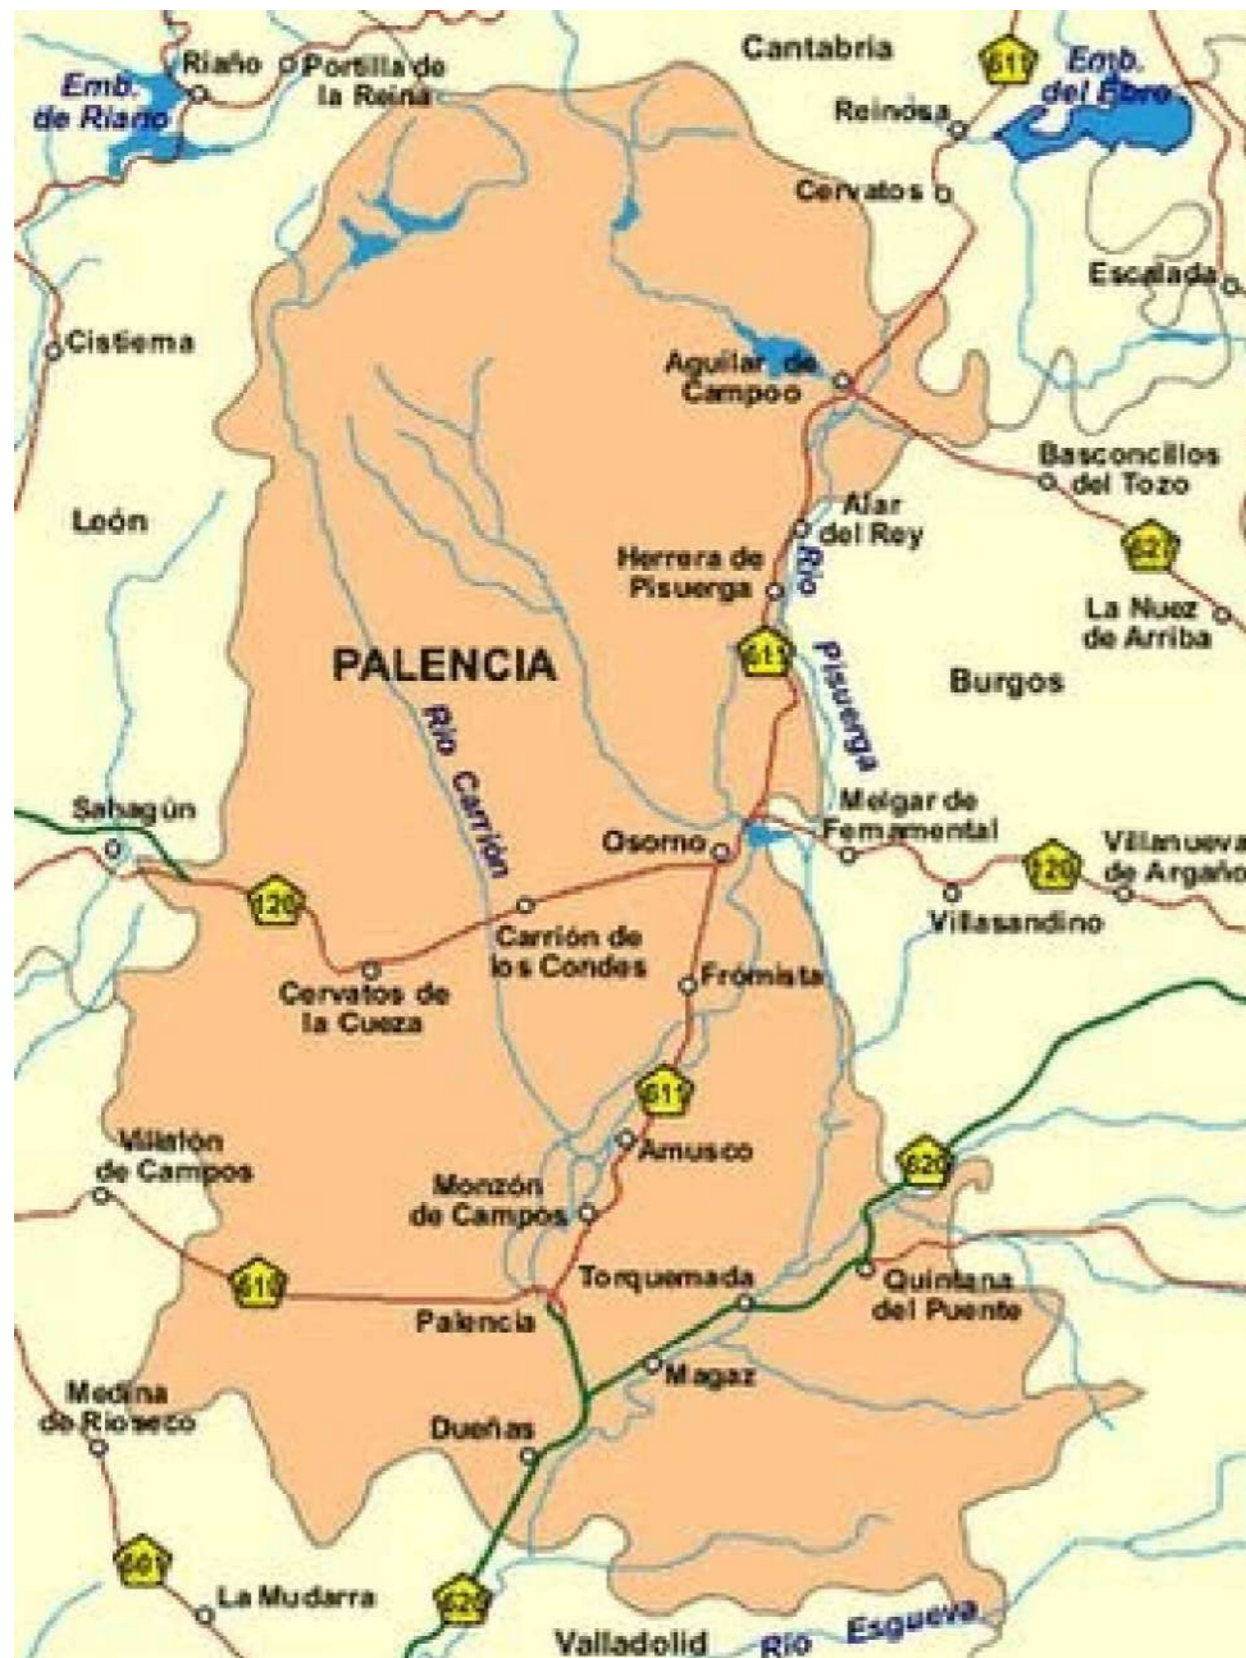 Cantabria
611
Emb.
del Ebro
Riaño
Portilla de
la Reina
Emb.
de Riaño
Reinosa
Cervatos
Escalada
Cistierna
Aguilar de
Campoo
Basconcillos
del Tozo
León
Alar
del Rey
627
Herrera de
Pisuerga
Río
Pisuerga
La Nuez
de Arriba
611
PALENCIA
Burgos
Río Carrión
Sahagún
Melgar de
Fernamental
Osorno
Villanueva
de Argaño
120
120
Villasandino
Carrión de
los Condes
Frómista
Cervatos de
la Cueza
611
Villalón
de Campos
Amusco
620
Monzón
de Campos
610
Torquemada
Quintana
del Puente
Palencia
Magaz
Medina
de Rioseco
Dueñas
601
La Mudarra
620
Valladolid
Río Esgueva